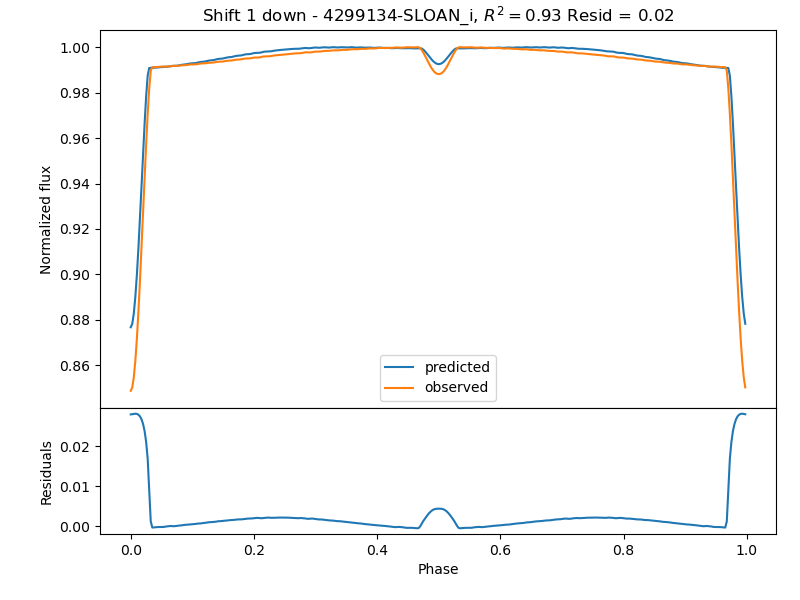 Shift 1 down - 4299134-SLOAN_i, R² = 0.93 Resid = 0.02
Normalized flux
1.00
0.98
0.96
0.94
0.92
0.90
0.88
0.86
predicted
observed
Residuals
0.02
0.01
0.00
0.0 0.2 0.4 0.6 0.8 1.0
Phase